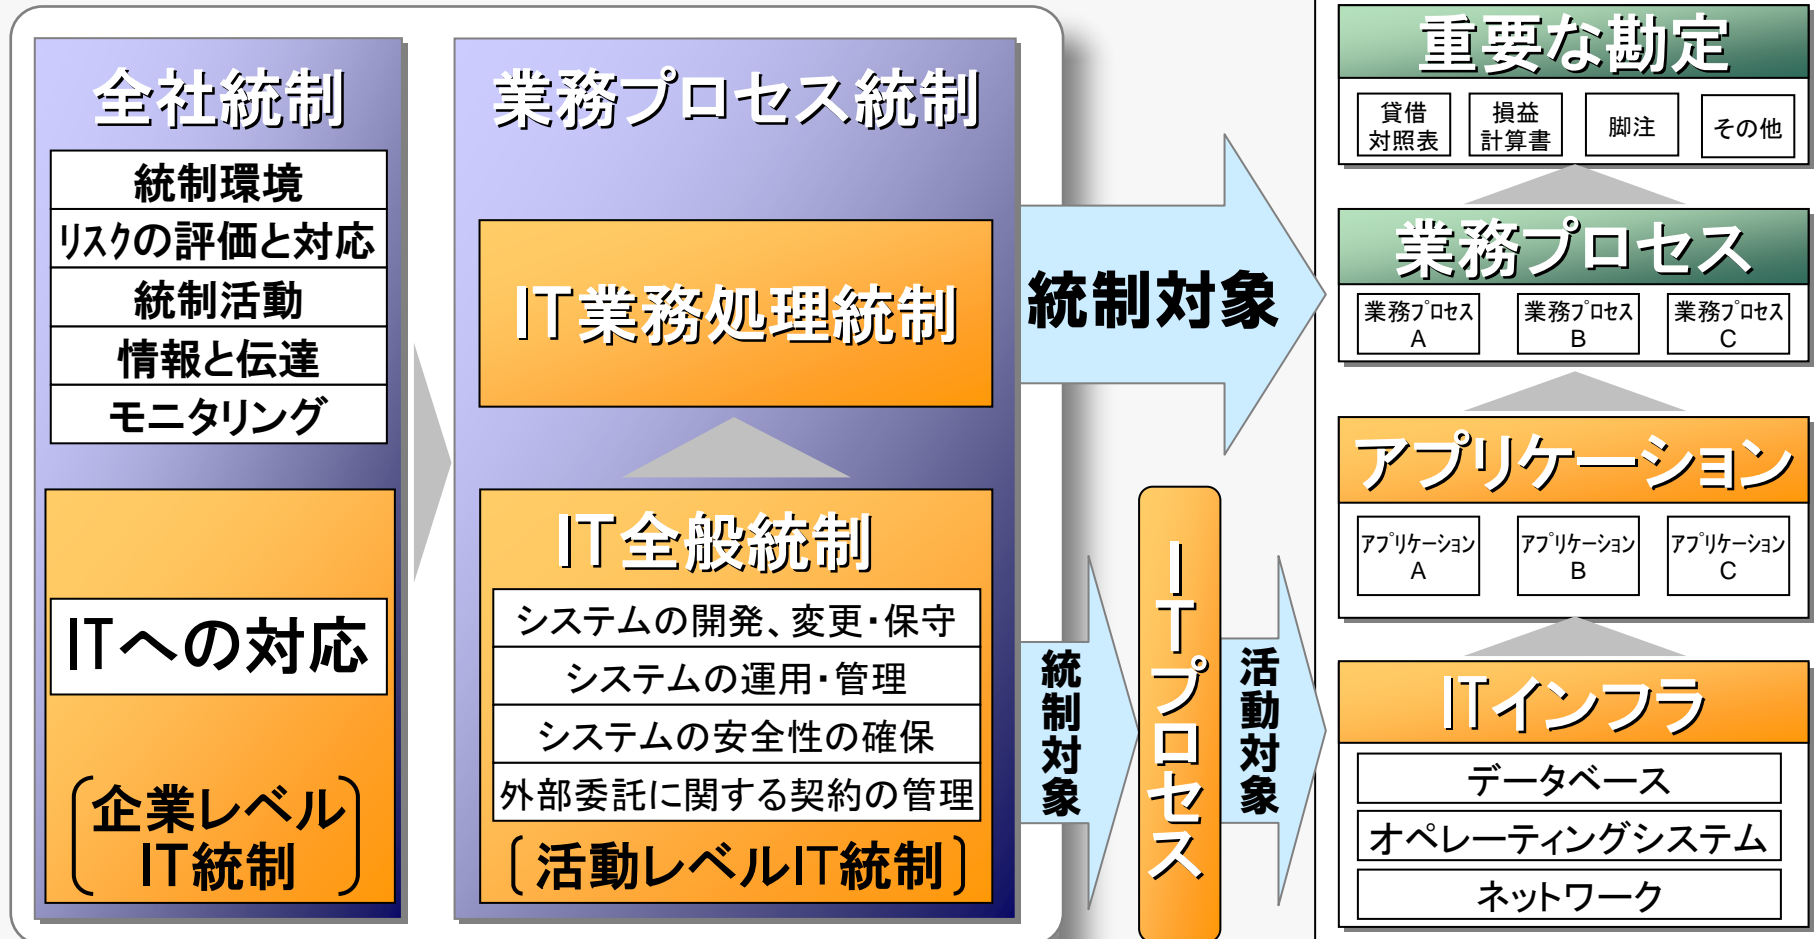 全社統制
統制環境
リスクの評価と対応
統制活動
情報と伝達
モニタリング
ITへの対応
企業レベル
IT統制
業務プロセス統制
IT業務処理統制
IT全般統制
システムの開発、変更・保守
システムの運用・管理
システムの安全性の確保
外部委託に関する契約の管理
〔活動レベルIT統制〕
統制対象
統制対象
ITプロセス
活動対象
重要な勘定
貸借
対照表
損益
計算書
脚注
その他
業務プロセス
業務プロセス
A
業務プロセス
B
業務プロセス
C
アプリケーション
アプリケーション
A
アプリケーション
B
アプリケーション
C
ITインフラ
データベース
オペレーティングシステム
ネットワーク